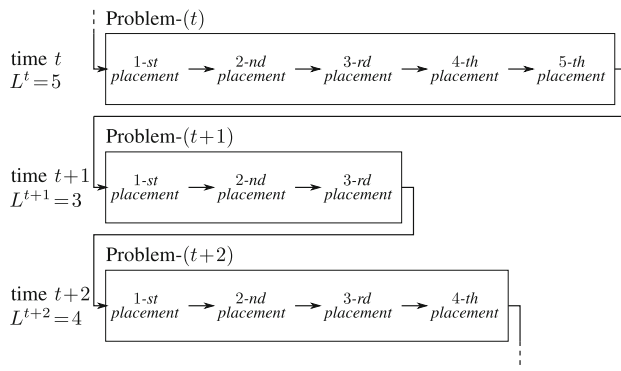 Problem-(t)
time t
L^t=5
1-st placement → 2-nd placement → 3-rd placement → 4-th placement → 5-th placement
Problem-(t+1)
time t+1
L^{t+1}=3
1-st placement → 2-nd placement → 3-rd placement
Problem-(t+2)
time t+2
L^{t+2}=4
1-st placement → 2-nd placement → 3-rd placement → 4-th placement